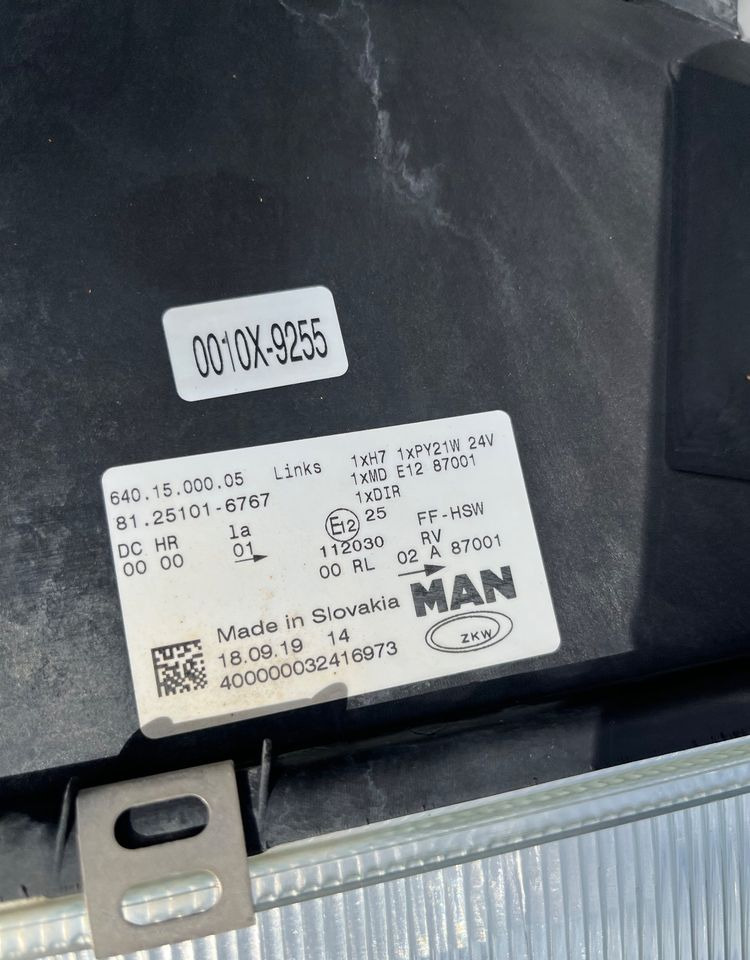 0010X-9255
640.15.000.05 Links 1xH7 1xPY21W 24V
81.25101-6767 1xMD E12 87001
1xDIR
DC HR 1a E12 25 FF-HSW
00 00 01 112030 RV
00 RL 02 A 87001
Made in Slovakia MAN
18.09.19 14 ZKW
400000032416973